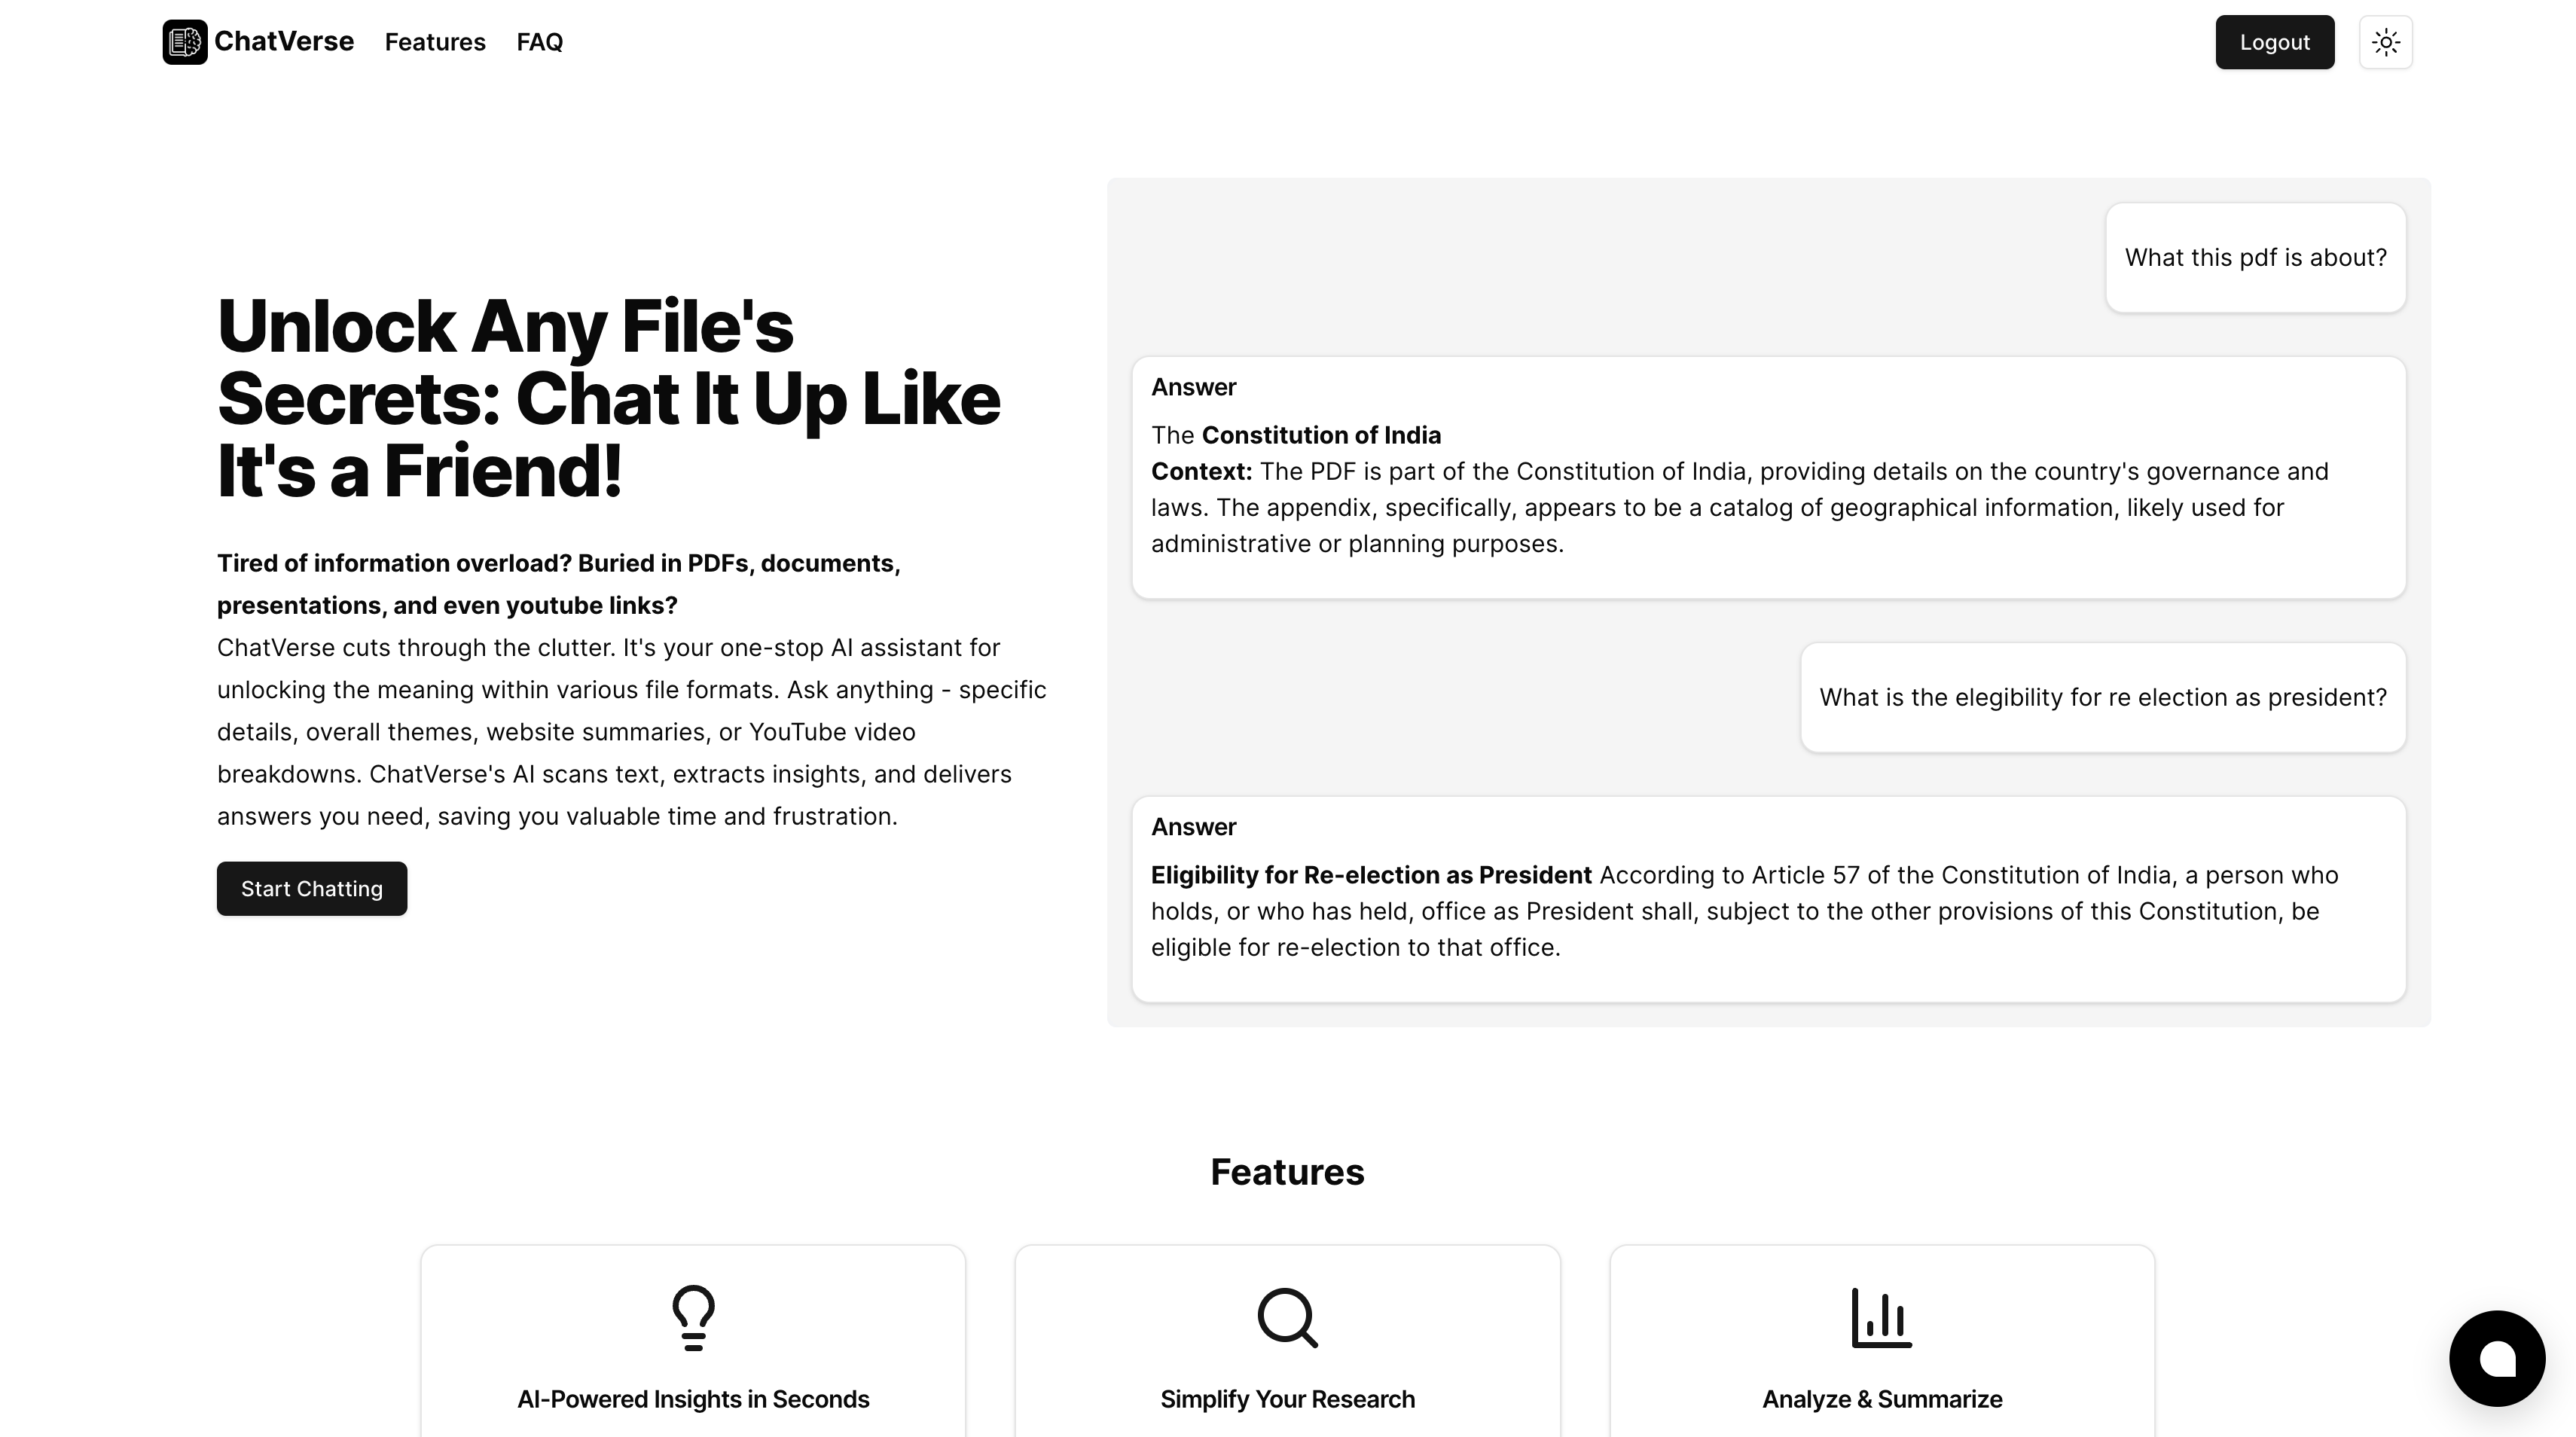 ChatVerse
Features
FAQ
Logout
Unlock Any File's
Secrets: Chat It Up Like
It's a Friend!
Tired of information overload? Buried in PDFs, documents,
presentations, and even youtube links?
ChatVerse cuts through the clutter. It's your one-stop AI assistant for
unlocking the meaning within various file formats. Ask anything - specific
details, overall themes, website summaries, or YouTube video
breakdowns. ChatVerse's AI scans text, extracts insights, and delivers
answers you need, saving you valuable time and frustration.
Start Chatting
What this pdf is about?
Answer
The Constitution of India
Context: The PDF is part of the Constitution of India, providing details on the country's governance and
laws. The appendix, specifically, appears to be a catalog of geographical information, likely used for
administrative or planning purposes.
What is the elegibility for re election as president?
Answer
Eligibility for Re-election as President According to Article 57 of the Constitution of India, a person who
holds, or who has held, office as President shall, subject to the other provisions of this Constitution, be
eligible for re-election to that office.
Features
AI-Powered Insights in Seconds
Simplify Your Research
Analyze & Summarize